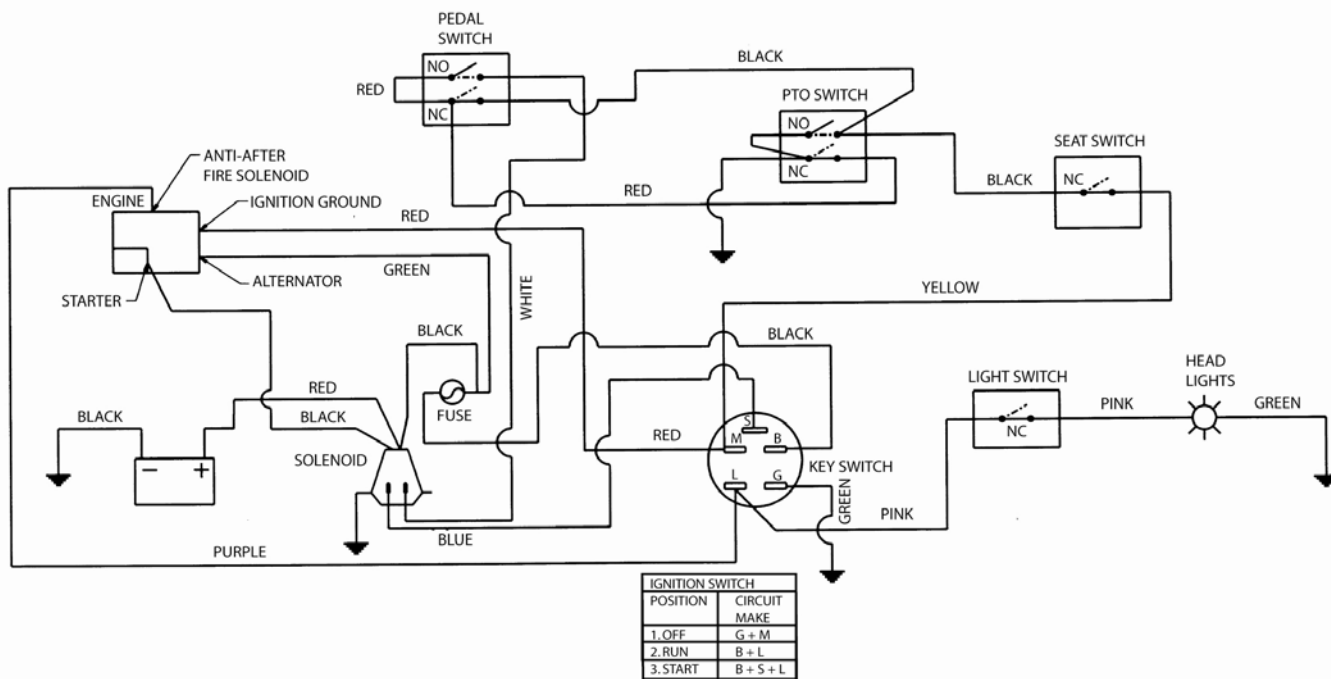 PEDAL
SWITCH
NO
RED
NC
BLACK
PTO SWITCH
NO
NC
SEAT SWITCH
NC
BLACK
ANTI-AFTER
FIRE SOLENOID
ENGINE
IGNITION GROUND
RED
RED
GREEN
ALTERNATOR
STARTER
WHITE
YELLOW
BLACK
BLACK
FUSE
RED
BLACK
BLACK
- +
SOLENOID
BLUE
PURPLE
RED
S
M B
L G
KEY SWITCH
GREEN
LIGHT SWITCH
NC
PINK
HEAD
LIGHTS
GREEN
PINK
IGNITION SWITCH
POSITION CIRCUIT
MAKE
1. OFF G + M
2. RUN B + L
3. START B + S + L